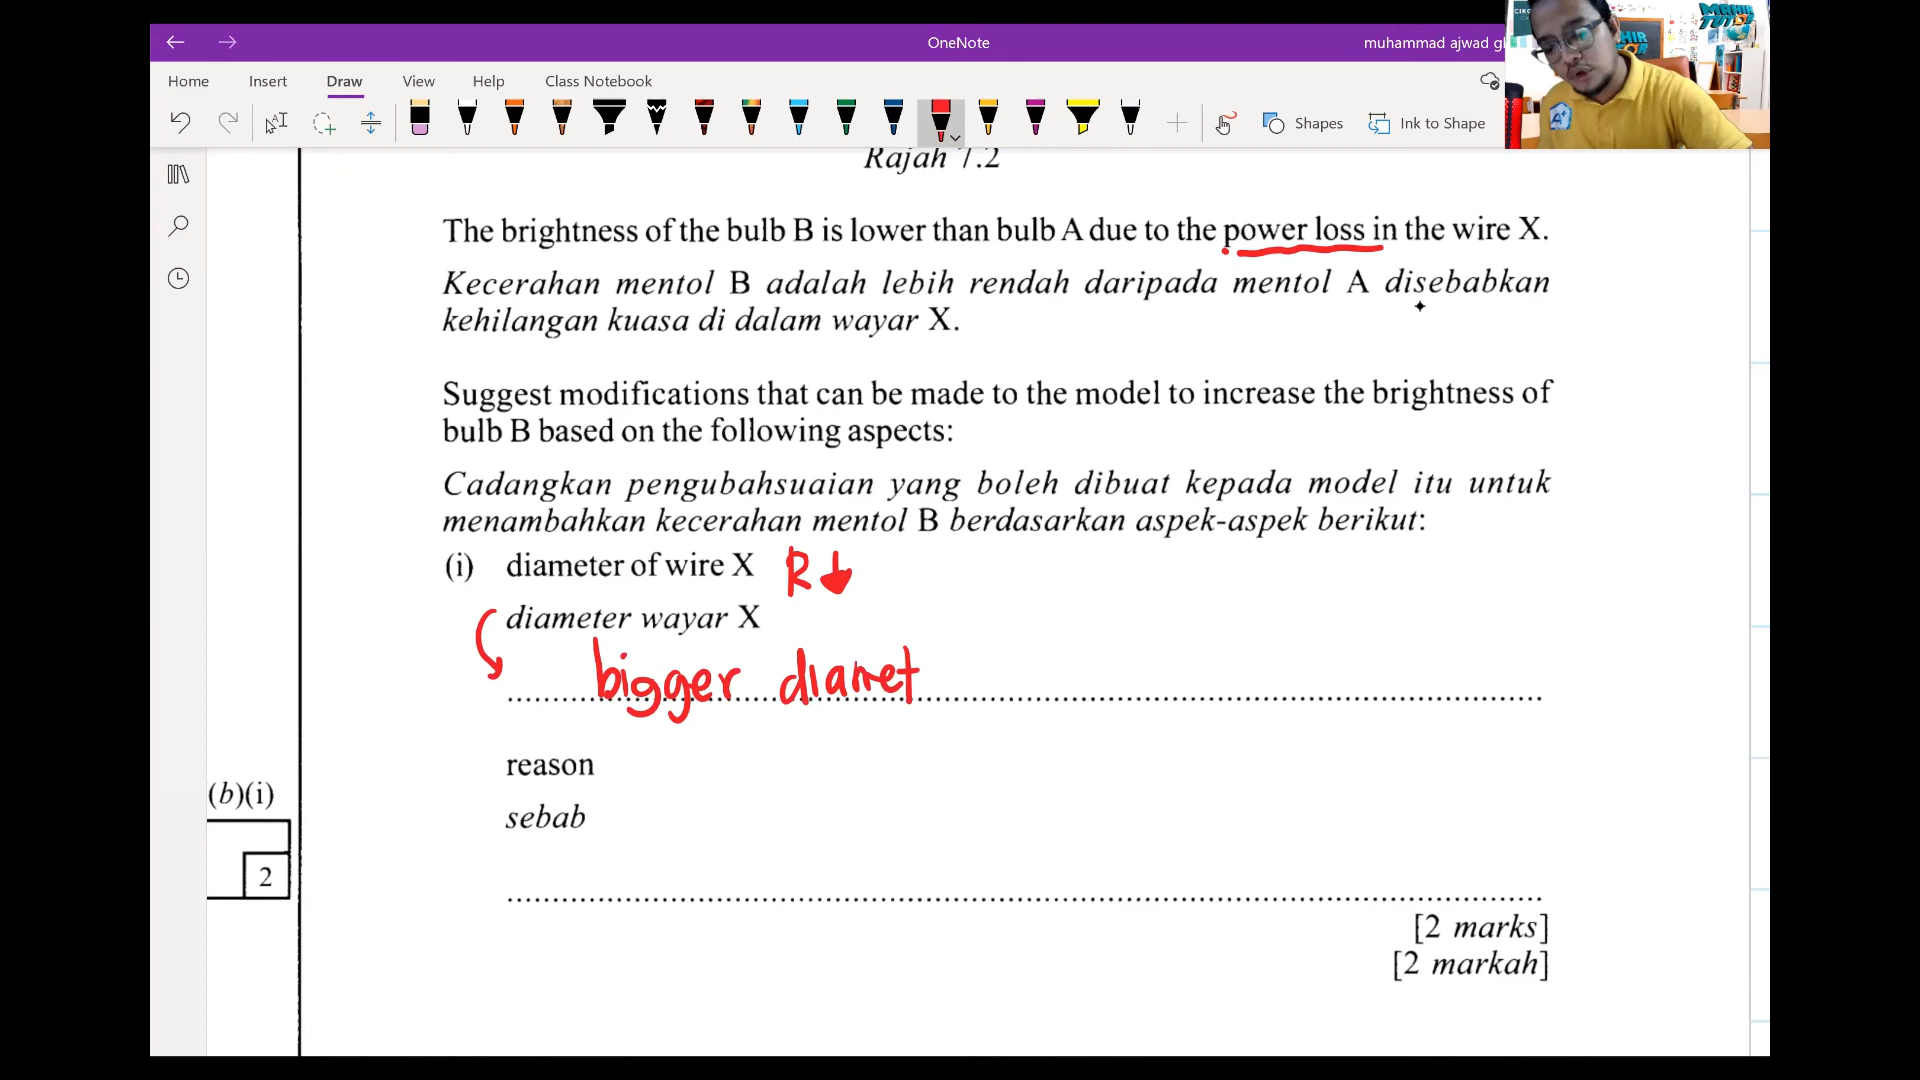 OneNote
muhammad ajwad g
Home Insert Draw View Help Class Notebook
Shapes Ink to Shape
Rajah 7.2
The brightness of the bulb B is lower than bulb A due to the power loss in the wire X.
Kecerahan mentol B adalah lebih rendah daripada mentol A disebabkan
kehilangan kuasa di dalam wayar X.
Suggest modifications that can be made to the model to increase the brightness of
bulb B based on the following aspects:
Cadangkan pengubahsuaian yang boleh dibuat kepada model itu untuk
menambahkan kecerahan mentol B berdasarkan aspek-aspek berikut:
(i) diameter of wire X R ↓
diameter wayar X
bigger diamet
reason
sebab
(b)(i)
2
[2 marks]
[2 markah]